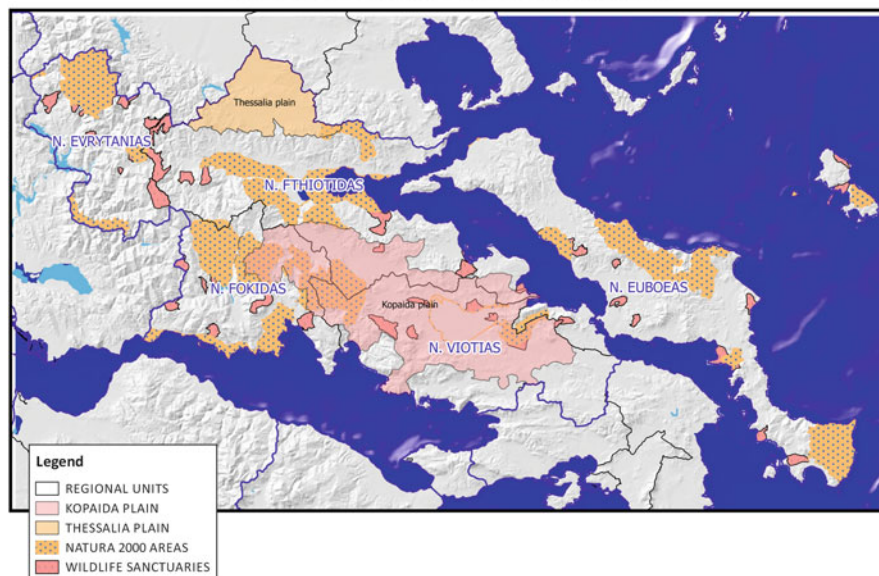 Thessalia plain
N. EVRYTANIAS
N. FTHIOTIDAS
N. FOKIDAS
N. EUBOEAS
Kopaida plain
N. VIOTIAS
Legend
REGIONAL UNITS
KOPAIDA PLAIN
THESSALIA PLAIN
NATURA 2000 AREAS
WILDLIFE SANCTUARIES